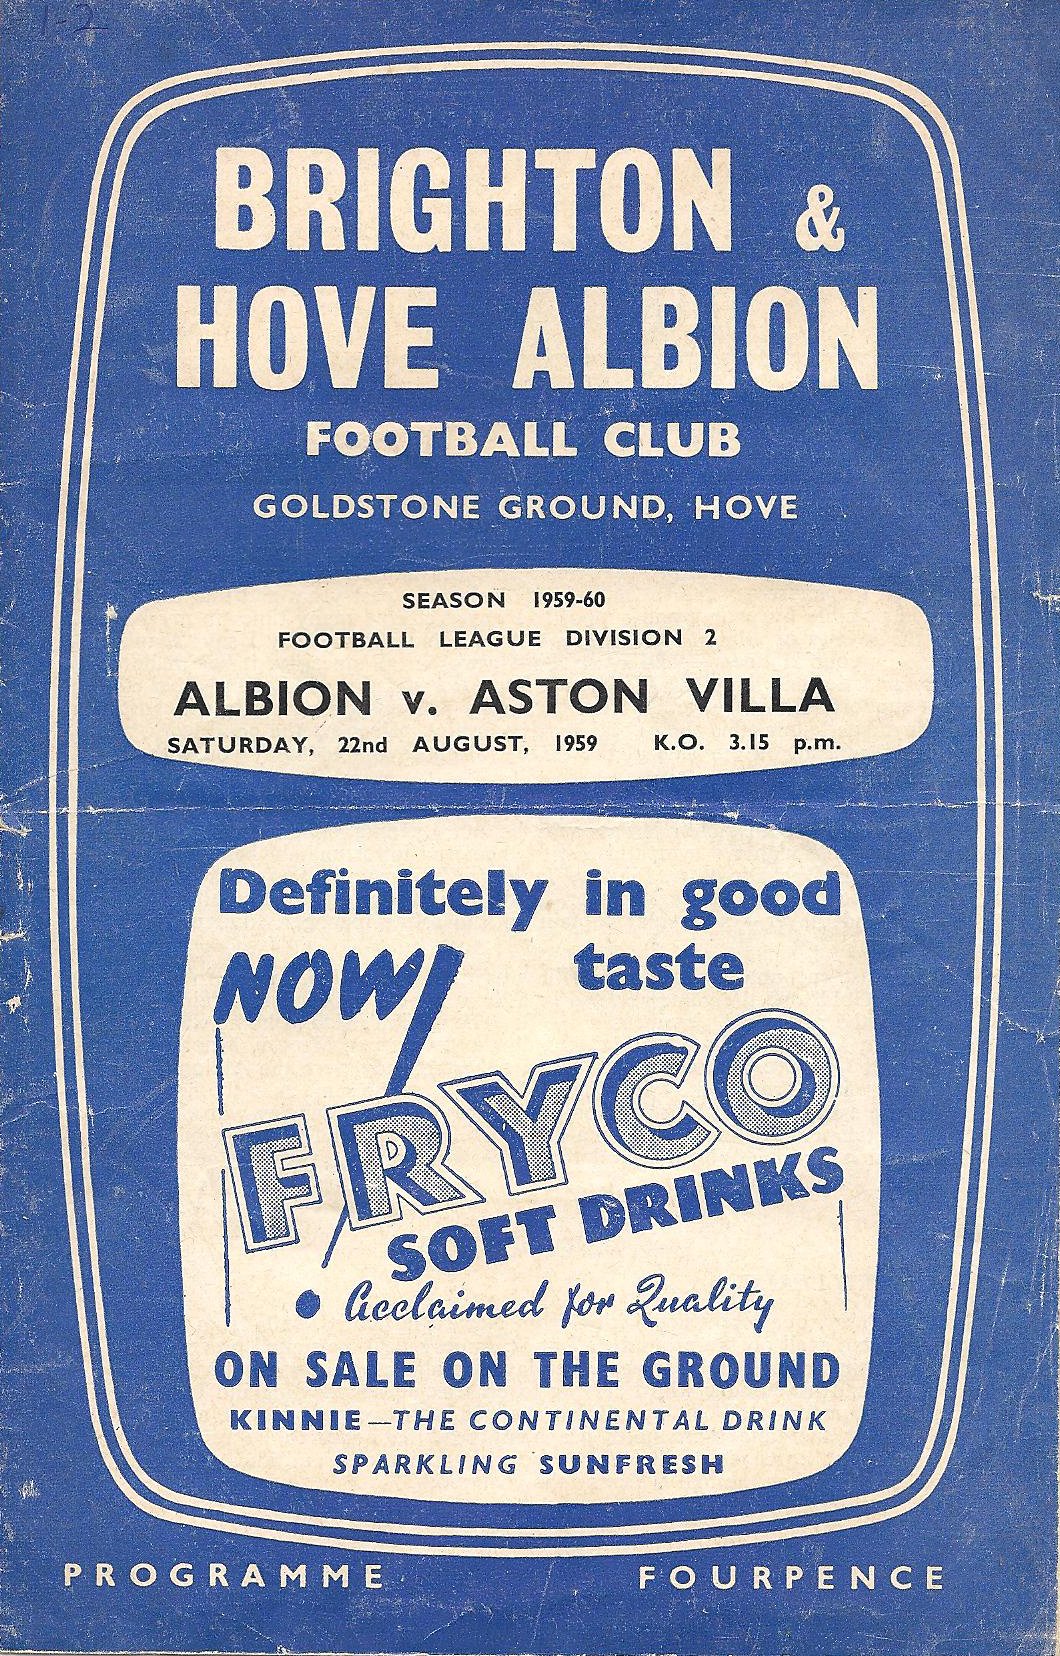 1-2
BRIGHTON &
HOVE ALBION
FOOTBALL CLUB
GOLDSTONE GROUND, HOVE
SEASON 1959-60
FOOTBALL LEAGUE DIVISION 2
ALBION v. ASTON VILLA
SATURDAY, 22nd AUGUST, 1959 K.O. 3.15 p.m.
Definitely in good
taste
NOW!
FRYCO
SOFT DRINKS
• Acclaimed for Quality
ON SALE ON THE GROUND
KINNIE—THE CONTINENTAL DRINK
SPARKLING SUNFRESH
PROGRAMME FOURPENCE